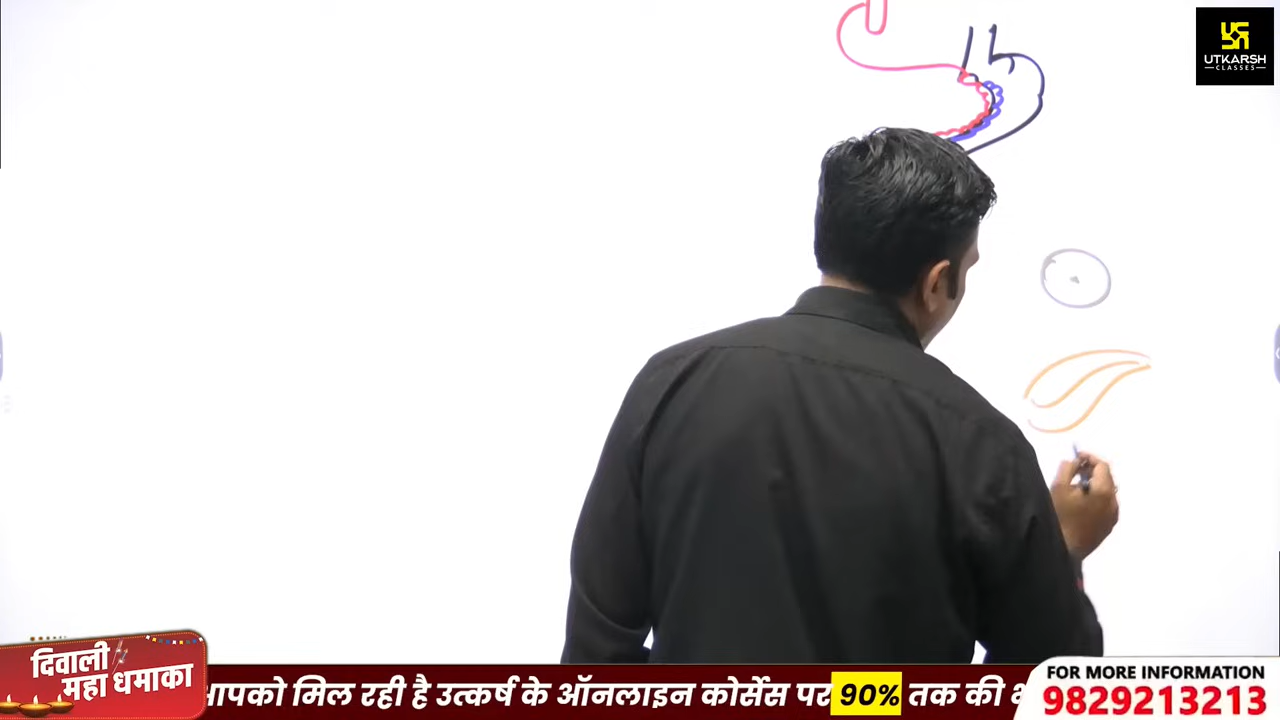 UTKARSH
CLASSES
दिवाली
महा धमाका
आपको मिल रही है उत्कर्ष के ऑनलाइन कोर्सेस पर 90% तक की
FOR MORE INFORMATION
9829213213